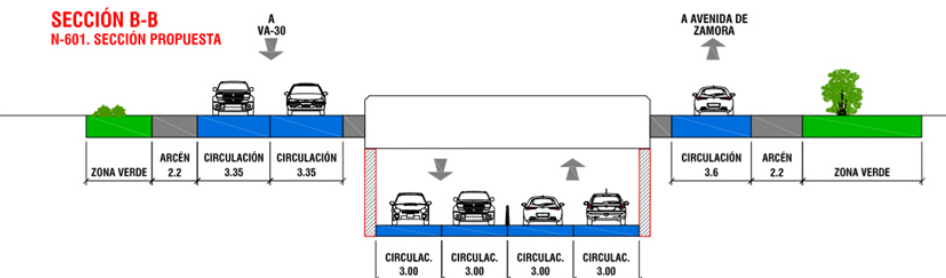 SECCIÓN B-B
N-601. SECCIÓN PROPUESTA
A
VA-30
A AVENIDA DE
ZAMORA
ZONA VERDE
ARCÉN
2.2
CIRCULACIÓN
3.35
CIRCULACIÓN
3.35
CIRCULACIÓN
3.6
ARCÉN
2.2
ZONA VERDE
CIRCULAC.
3.00
CIRCULAC.
3.00
CIRCULAC.
3.00
CIRCULAC.
3.00